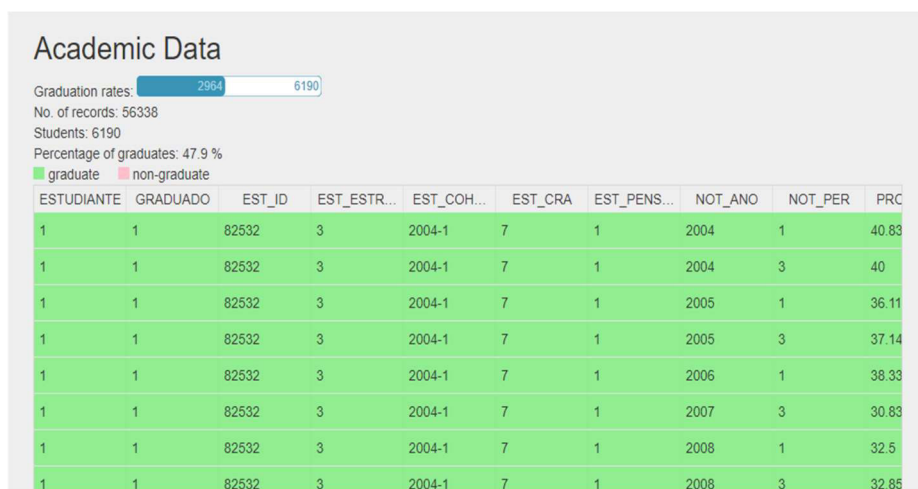 Academic Data
Graduation rates: 2964 6190
No. of records: 56338
Students: 6190
Percentage of graduates: 47.9 %
graduate non-graduate
ESTUDIANTE GRADUADO EST_ID EST_ESTR... EST_COH... EST_CRA EST_PENS... NOT_ANO NOT_PER PRC
1 1 82532 3 2004-1 7 1 2004 1 40.83
1 1 82532 3 2004-1 7 1 2004 3 40
1 1 82532 3 2004-1 7 1 2005 1 36.11
1 1 82532 3 2004-1 7 1 2005 3 37.14
1 1 82532 3 2004-1 7 1 2006 1 38.33
1 1 82532 3 2004-1 7 1 2007 3 30.83
1 1 82532 3 2004-1 7 1 2008 1 32.5
1 1 82532 3 2004-1 7 1 2008 3 32.85